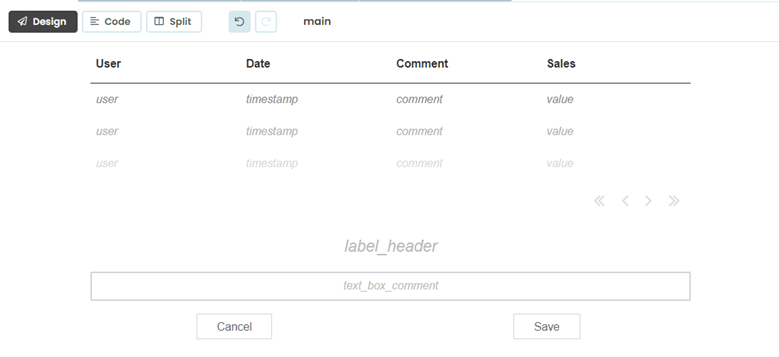 Design Code Split main
User Date Comment Sales
user timestamp comment value
user timestamp comment value
user timestamp comment value
label_header
text_box_comment
Cancel Save